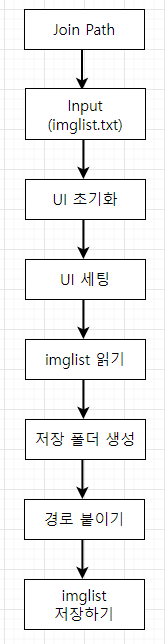 Join Path
Input
(imglist.txt)
UI 초기화
UI 세팅
imglist 읽기
저장 폴더 생성
경로 붙이기
imglist
저장하기